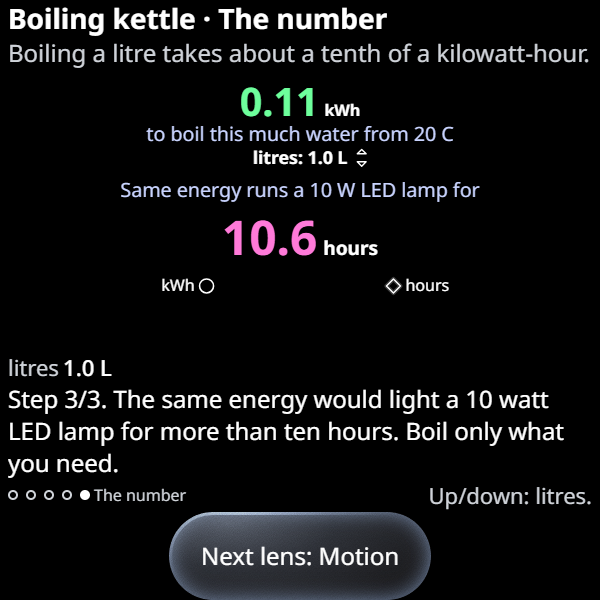 Boiling kettle · The number
Boiling a litre takes about a tenth of a kilowatt-hour.
0.11 kWh
to boil this much water from 20 C
litres: 1.0 L
Same energy runs a 10 W LED lamp for
10.6 hours
kWh
hours
litres 1.0 L
Step 3/3. The same energy would light a 10 watt
LED lamp for more than ten hours. Boil only what
you need.
The number
Up/down: litres.
Next lens: Motion